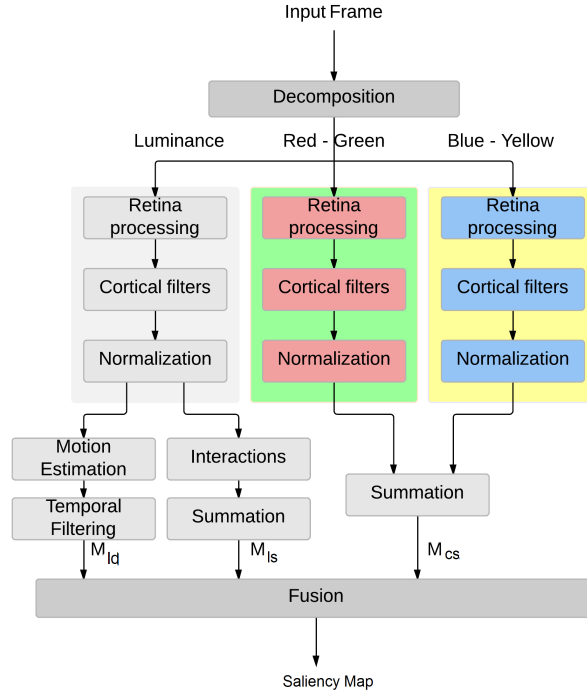 Input Frame
Decomposition
Luminance
Red - Green
Blue - Yellow
Retina
processing
Retina
processing
Retina
processing
Cortical filters
Cortical filters
Cortical filters
Normalization
Normalization
Normalization
Motion
Estimation
Interactions
Temporal
Filtering
Summation
Summation
M ld
M ls
M cs
Fusion
Saliency Map